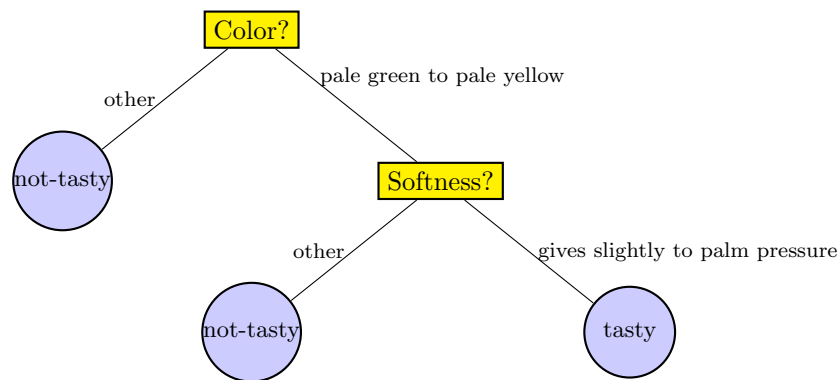 Color?
pale green to pale yellow
other
not-tasty
Softness?
other
gives slightly to palm pressure
not-tasty
tasty